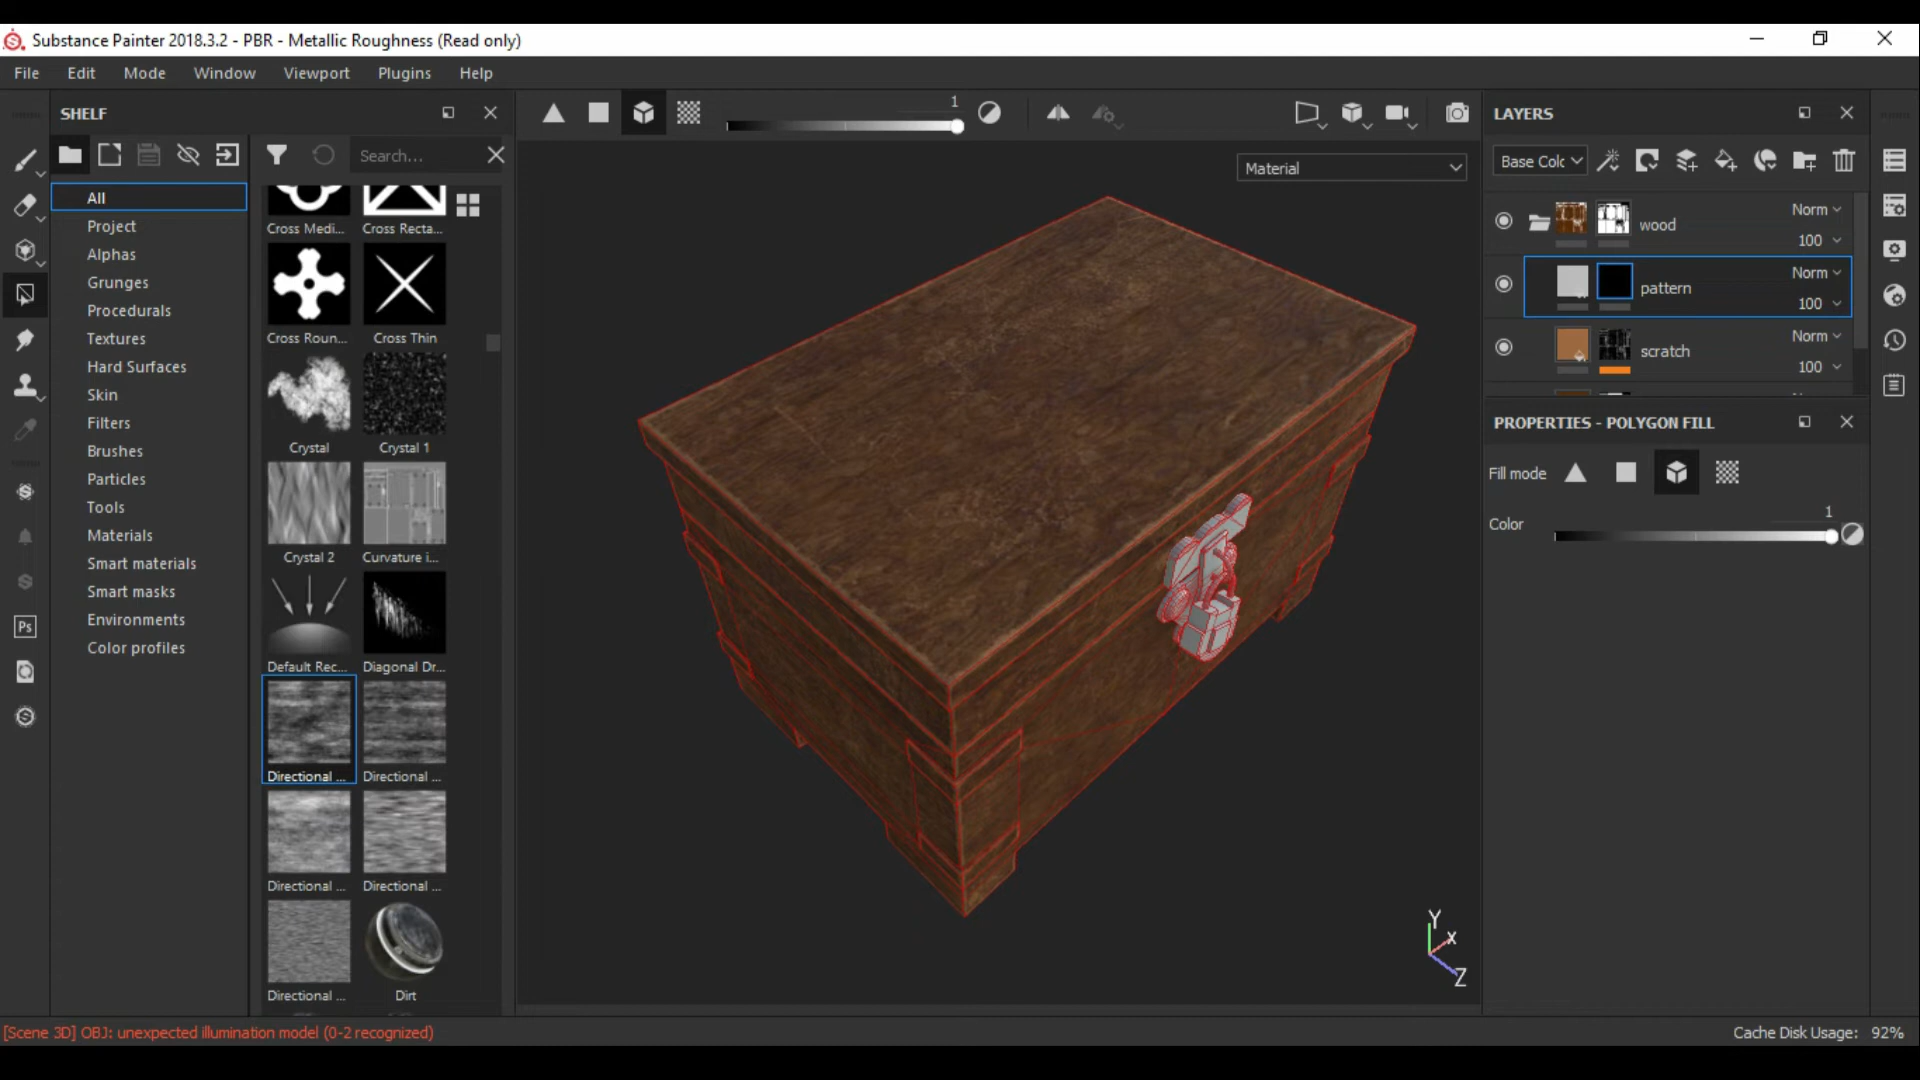 Substance Painter 2018.3.2 - PBR - Metallic Roughness (Read only)
File Edit Mode Window Viewport Plugins Help
SHELF
Search...
All
Project
Alphas
Grunges
Procedurals
Textures
Hard Surfaces
Skin
Filters
Brushes
Particles
Tools
Materials
Smart materials
Smart masks
Environments
Color profiles
Cross Medi... Cross Recta...
Cross Roun... Cross Thin
Crystal Crystal 1
Crystal 2 Curvature i...
Default Rec... Diagonal Dr...
Directional ... Directional ...
Directional ... Directional ...
Directional ... Dirt
1
Material
Y
X
Z
LAYERS
Base Colc
wood Norm
100
pattern Norm
100
scratch Norm
100
PROPERTIES - POLYGON FILL
Fill mode
Color 1
Ps
[Scene 3D] OBJ: unexpected illumination model (0-2 recognized)
Cache Disk Usage: 92%